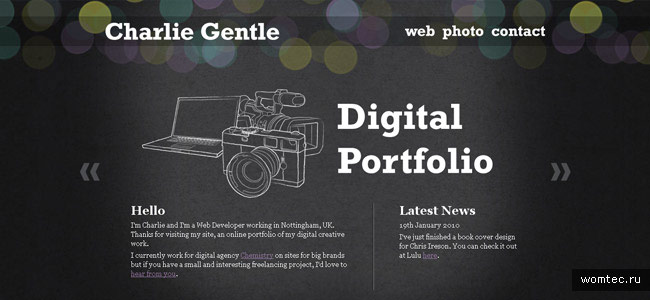 Charlie Gentle
web photo contact
Digital
Portfolio
Hello
I'm Charlie and I'm a Web Developer working in Nottingham, UK.
Thanks for visiting my site, an online portfolio of my digital creative
work.
I currently work for digital agency Chemistry on sites for big brands
but if you have a small and interesting freelancing project, I'd love to
hear from you.
Latest News
19th January 2010
I've just finished a book cover design
for Chris Ireson. You can check it out
at Lulu here.
womtec.ru